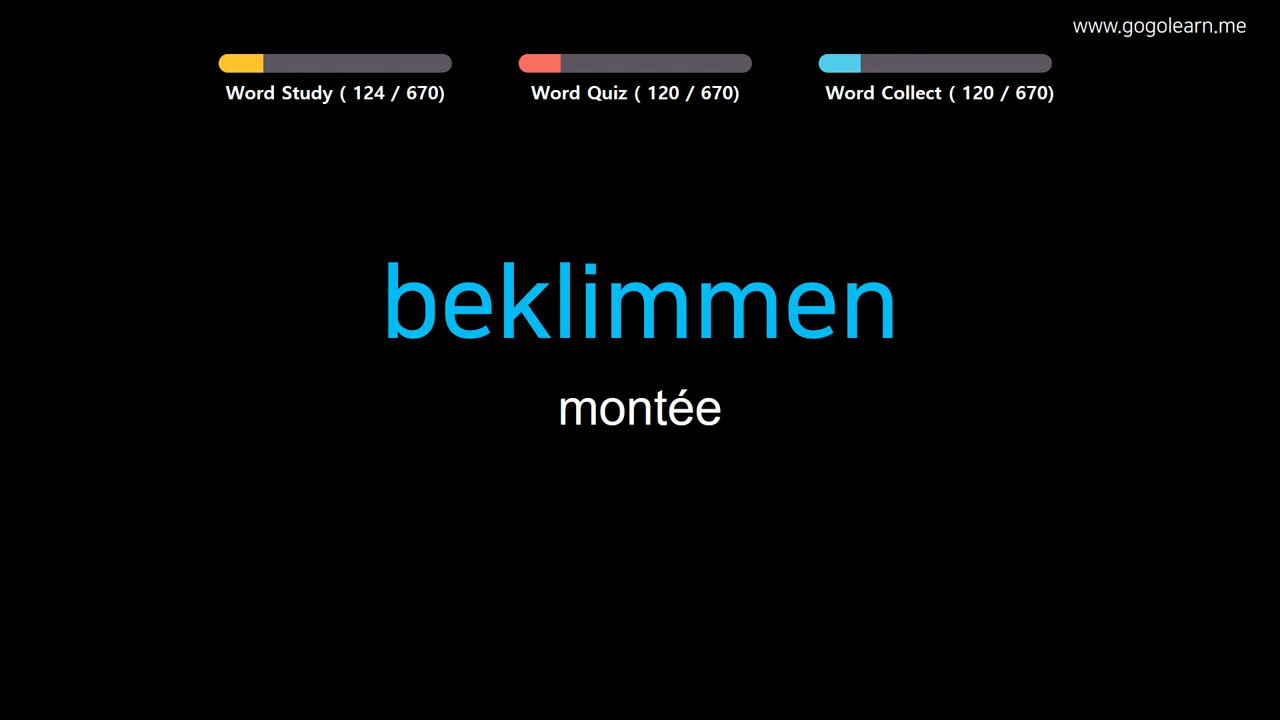 www.gogolearn.me
Word Study ( 124 / 670)
Word Quiz ( 120 / 670)
Word Collect ( 120 / 670)
beklimmen
montée